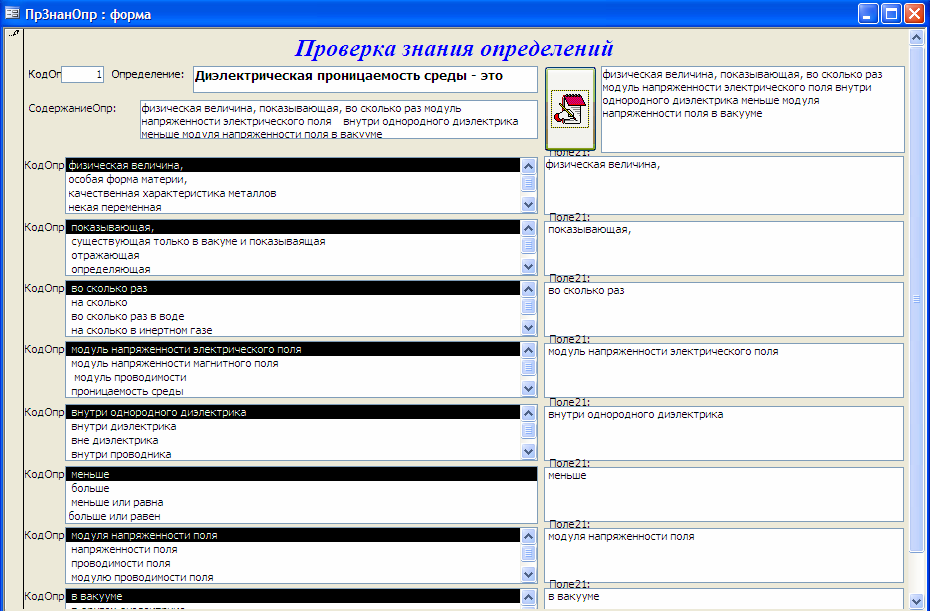 ПрЗнанОпр : форма
Проверка знания определений
КодОп 1 Определение: Диэлектрическая проницаемость среды - это
СодержаниеОпр:
физическая величина, показывающая, во сколько раз модуль
напряженности электрического поля внутри однородного диэлектрика
меньше модуля напряженности поля в вакууме
физическая величина, показывающая, во сколько раз
модуль напряженности электрического поля внутри
однородного диэлектрика меньше модуля
напряженности поля в вакууме
КодОпр
физическая величина,
особая форма материи,
качественная характеристика металлов
некая переменная
Поле21:
физическая величина,
КодОпр
показывающая,
существующая только в вакуме и показываящая
отражающая
определяющая
Поле21:
показывающая,
КодОпр
во сколько раз
на сколько
во сколько раз в воде
на сколько в инертном газе
Поле21:
во сколько раз
КодОпр
модуль напряженности электрического поля
модуль напряженности магнитного поля
модуль проводимости
проницаемость среды
Поле21:
модуль напряженности электрического поля
КодОпр
внутри однородного диэлектрика
внутри диэлектрика
вне диэлектрика
внутри проводника
Поле21:
внутри однородного диэлектрика
КодОпр
меньше
больше
меньше или равна
больше или равен
Поле21:
меньше
КодОпр
модуля напряженности поля
напряженности поля
проводимости поля
модулю проводимости поля
Поле21:
модуля напряженности поля
КодОпр
в вакууме
Поле21:
в вакууме